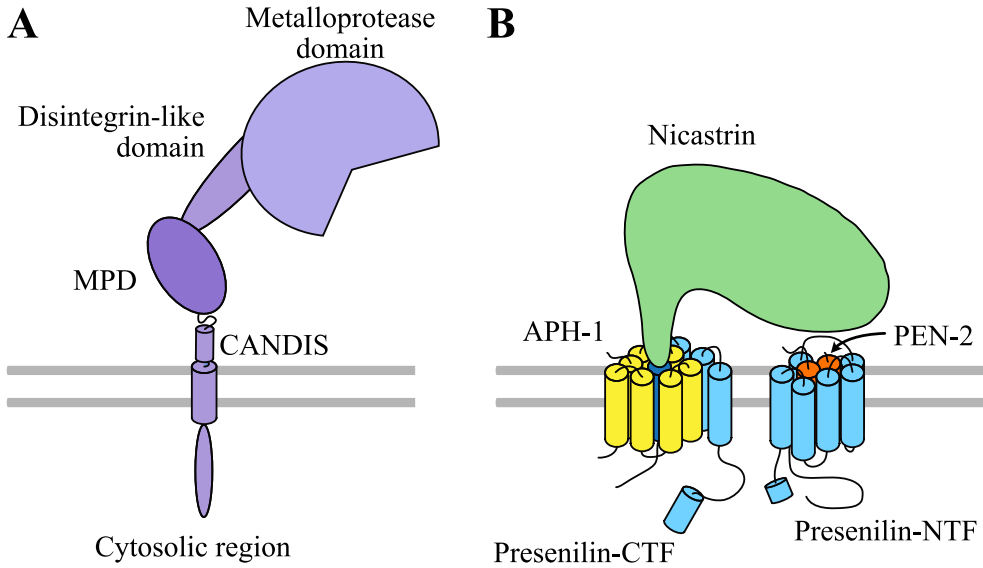 A
Metalloprotease
domain
Disintegrin-like
domain
MPD
CANDIS
Cytosolic region
B
Nicastrin
APH-1
PEN-2
Presenilin-CTF
Presenilin-NTF